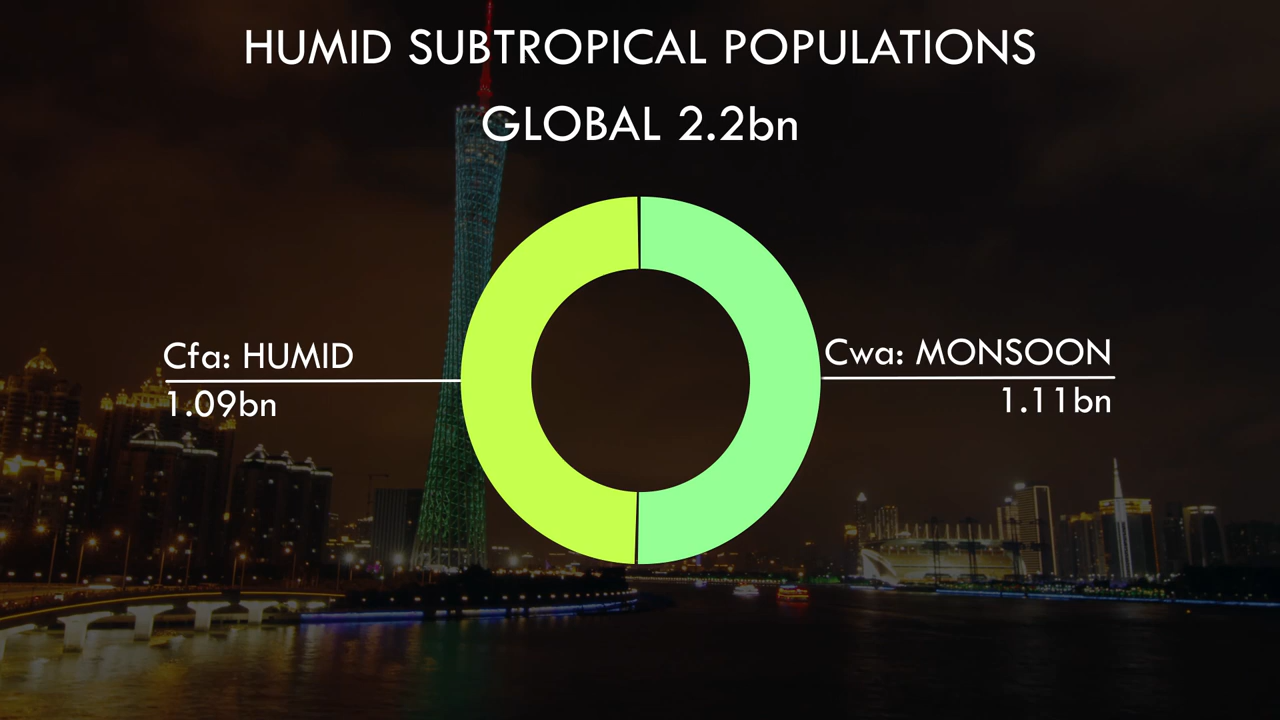 HUMID SUBTROPICAL POPULATIONS
GLOBAL 2.2bn
Cfa: HUMID
1.09bn
Cwa: MONSOON
1.11bn